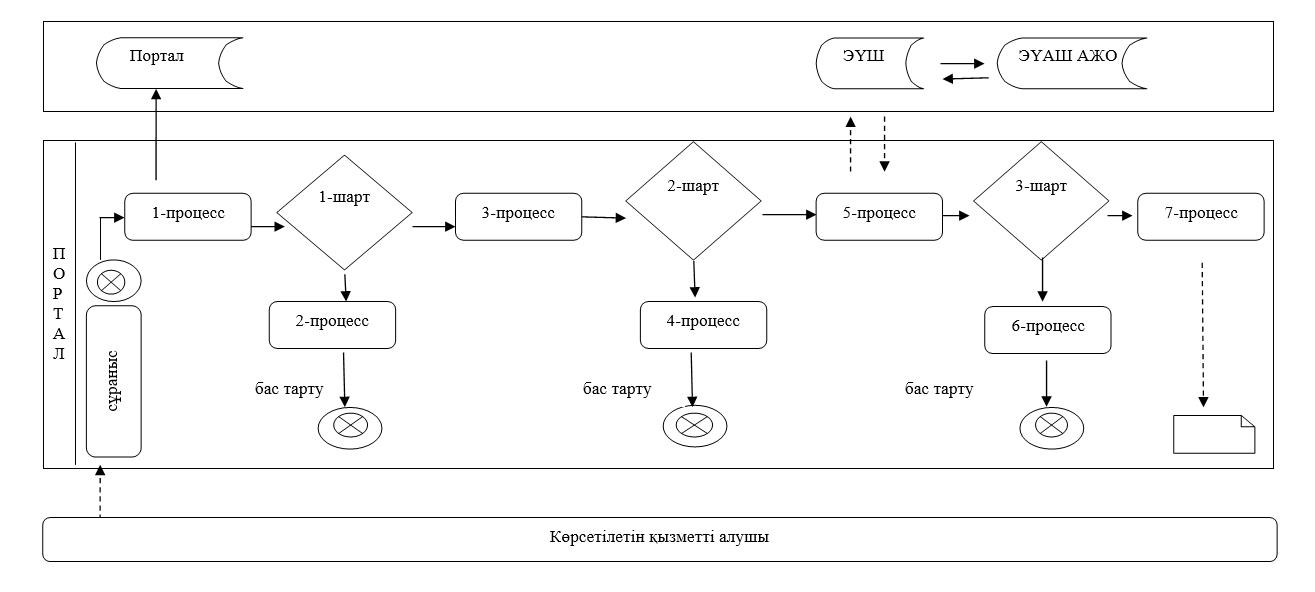 Портал
ЭҮШ
ЭҮАШ АЖО
ПОРТАЛ
1-процесс
1-шарт
3-процесс
2-шарт
5-процесс
3-шарт
7-процесс
2-процесс
4-процесс
6-процесс
сұраныс
бас тарту
бас тарту
бас тарту
Көрсетілетін қызметті алушы